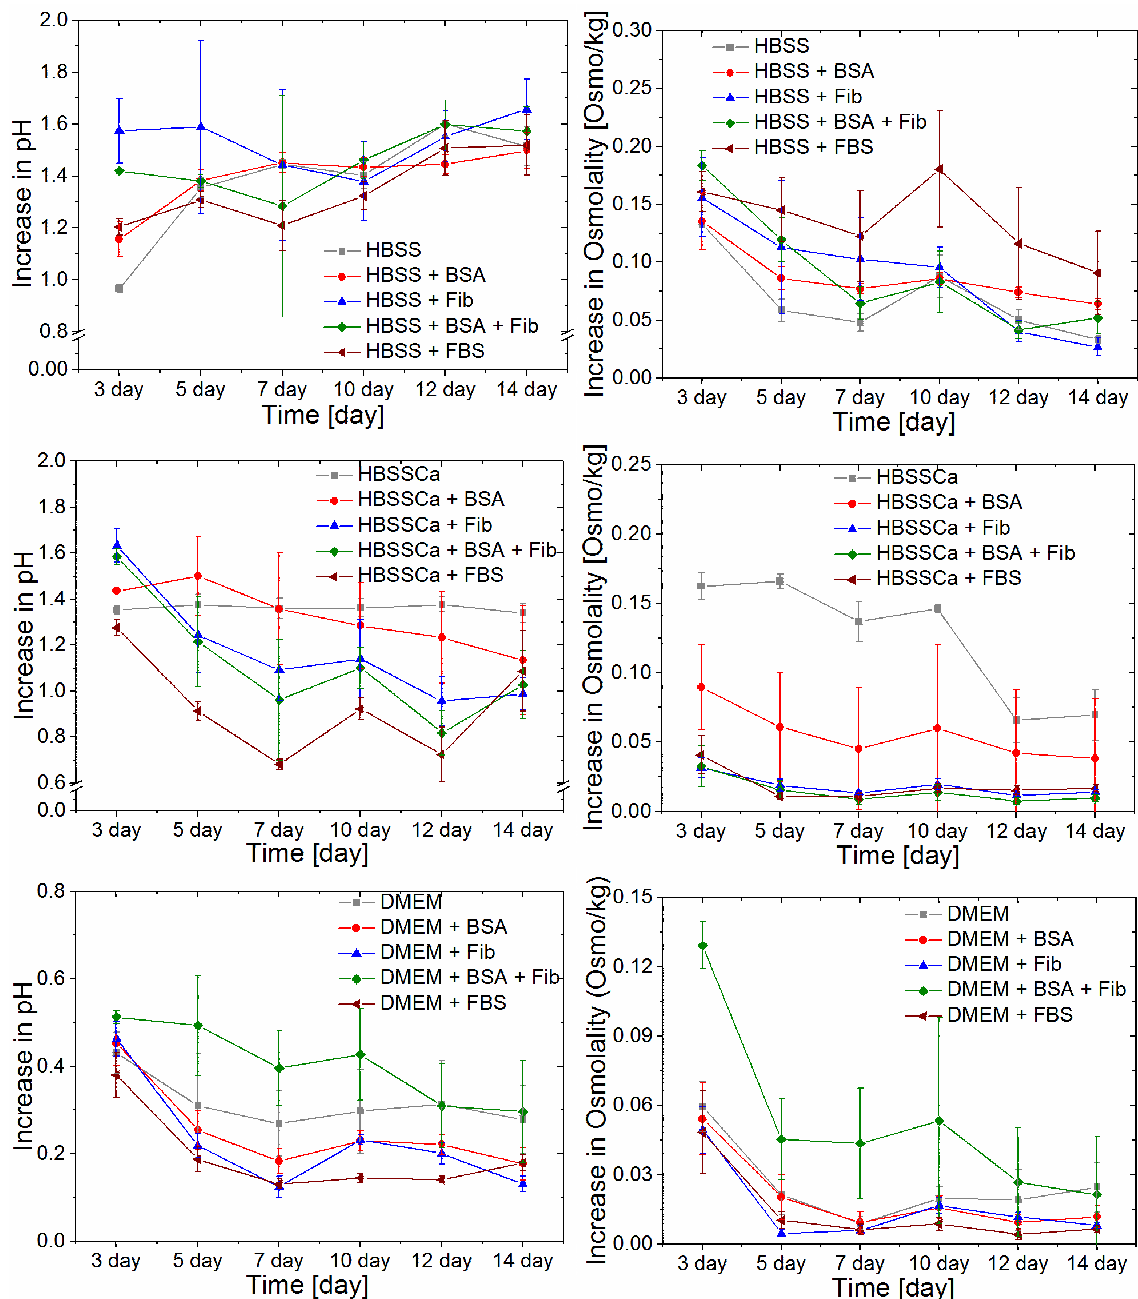 2.0
1.8
1.6
1.4
1.2
1.0
0.8
0.00
Increase in pH
HBSS
HBSS + BSA
HBSS + Fib
HBSS + BSA + Fib
HBSS + FBS
3 day 5 day 7 day 10 day 12 day 14 day
Time [day]
0.30
0.25
0.20
0.15
0.10
0.05
0.00
Increase in Osmolality [Osmo/kg]
HBSS
HBSS + BSA
HBSS + Fib
HBSS + BSA + Fib
HBSS + FBS
3 day 5 day 7 day 10 day 12 day 14 day
Time [day]
2.0
1.8
1.6
1.4
1.2
1.0
0.8
0.6
0.0
Increase in pH
HBSSCa
HBSSCa + BSA
HBSSCa + Fib
HBSSCa + BSA + Fib
HBSSCa + FBS
3 day 5 day 7 day 10 day 12 day 14 day
Time [day]
0.25
0.20
0.15
0.10
0.05
0.00
Increase in Osmolality [Osmo/kg]
HBSSCa
HBSSCa + BSA
HBSSCa + Fib
HBSSCa + BSA + Fib
HBSSCa + FBS
3 day 5 day 7 day 10 day 12 day 14 day
Time [day]
0.8
0.6
0.4
0.2
0.0
Increase in pH
DMEM
DMEM + BSA
DMEM + Fib
DMEM + BSA + Fib
DMEM + FBS
3 day 5 day 7 day 10 day 12 day 14 day
Time [day]
0.15
0.12
0.09
0.06
0.03
0.00
Increase in Osmolality (Osmo/kg)
DMEM
DMEM + BSA
DMEM + Fib
DMEM + BSA + Fib
DMEM + FBS
3 day 5 day 7 day 10 day 12 day 14 day
Time [day]